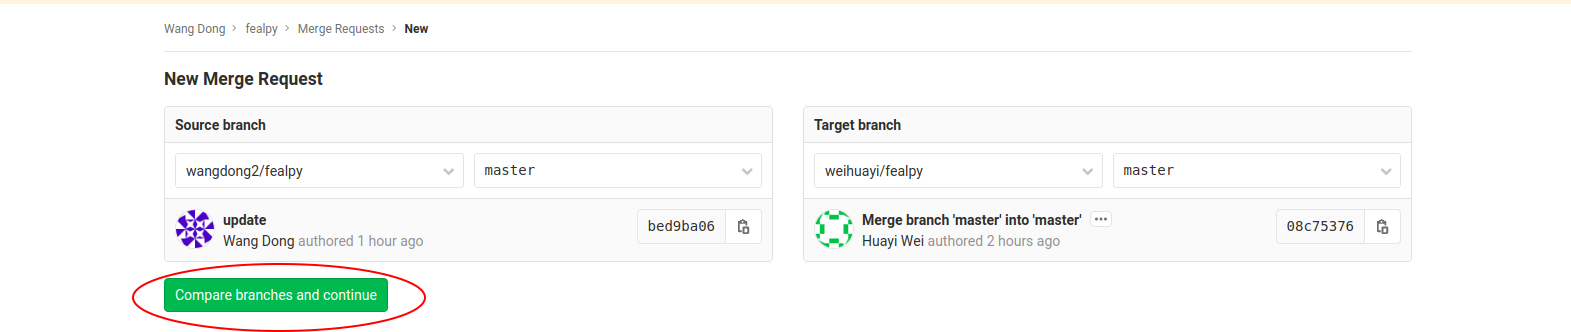 Wang Dong > fealpy > Merge Requests > New
New Merge Request
Source branch
wangdong2/fealpy
master
update
Wang Dong authored 1 hour ago
bed9ba06
Target branch
weihuayi/fealpy
master
Merge branch 'master' into 'master' ...
Huayi Wei authored 2 hours ago
08c75376
Compare branches and continue